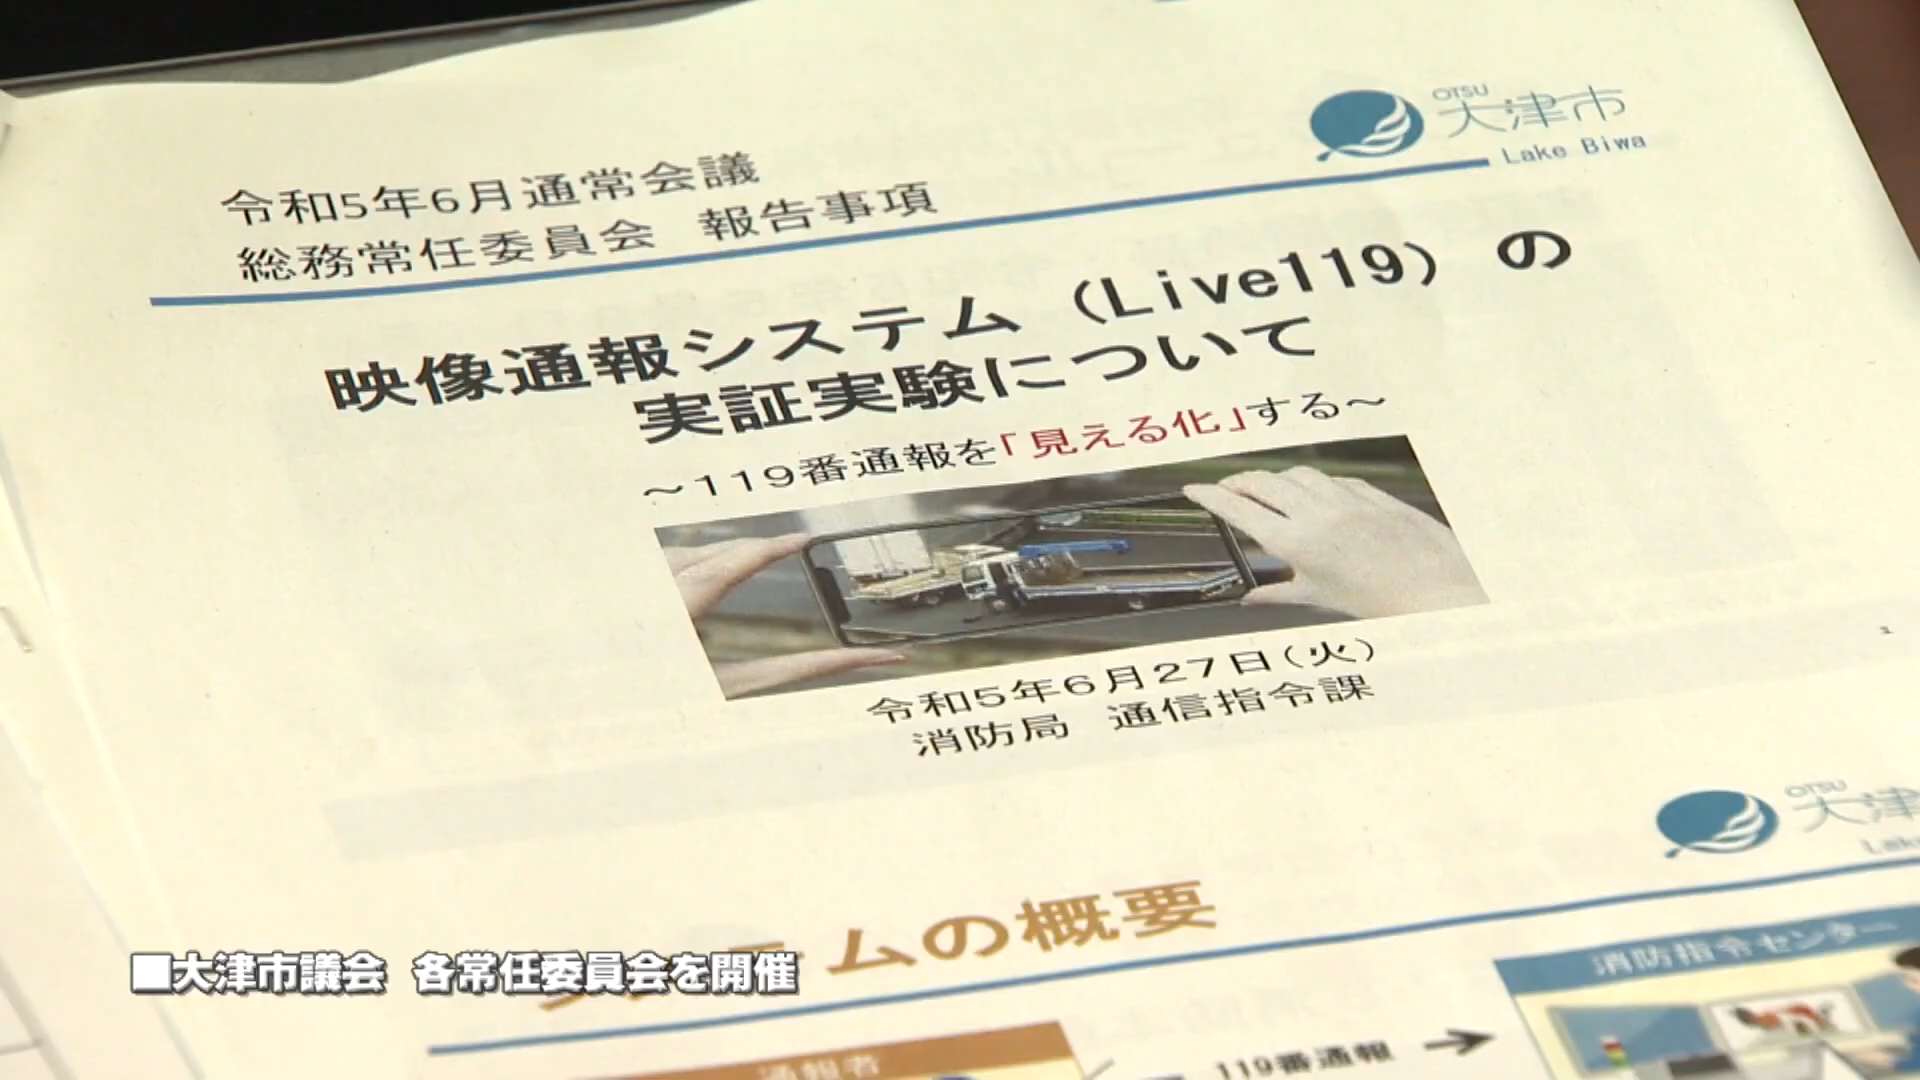 OTSU
大津市
Lake Biwa
令和5年6月通常会議
総務常任委員会 報告事項
映像通報システム（Live119）の
実証実験について
～119番通報を「見える化」する～
令和5年6月27日（火）
消防局 通信指令課
1
OTSU
大津
Lake
ムの概要
消防指令センター
通報者
119番通報
■大津市議会 各常任委員会を開催